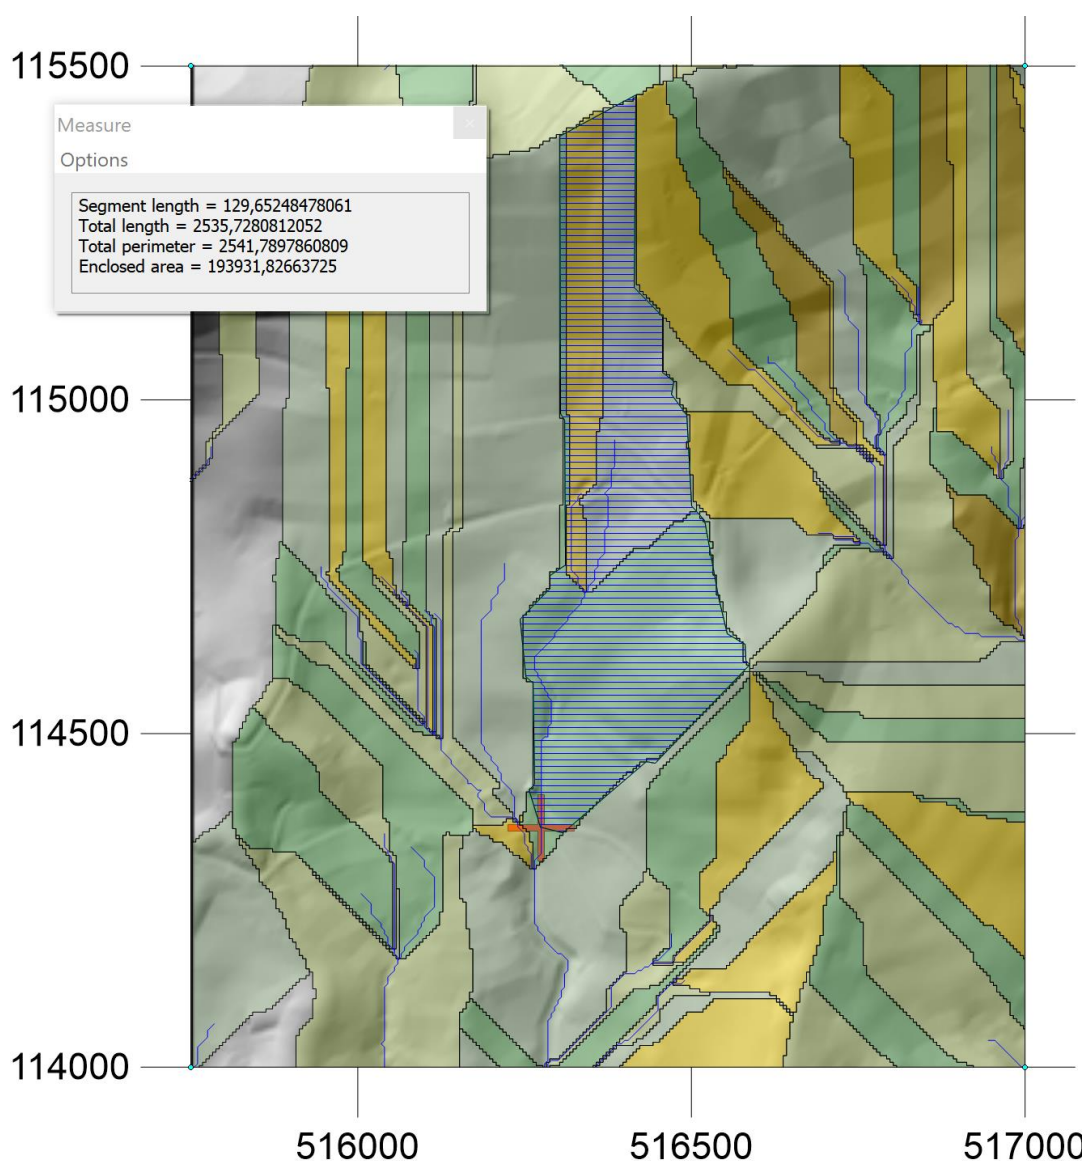 115500
Measure
Options
Segment length = 129,65248478061
Total length = 2535,7280812052
Total perimeter = 2541,7897860809
Enclosed area = 193931,82663725
115000
114500
114000
516000
516500
517000